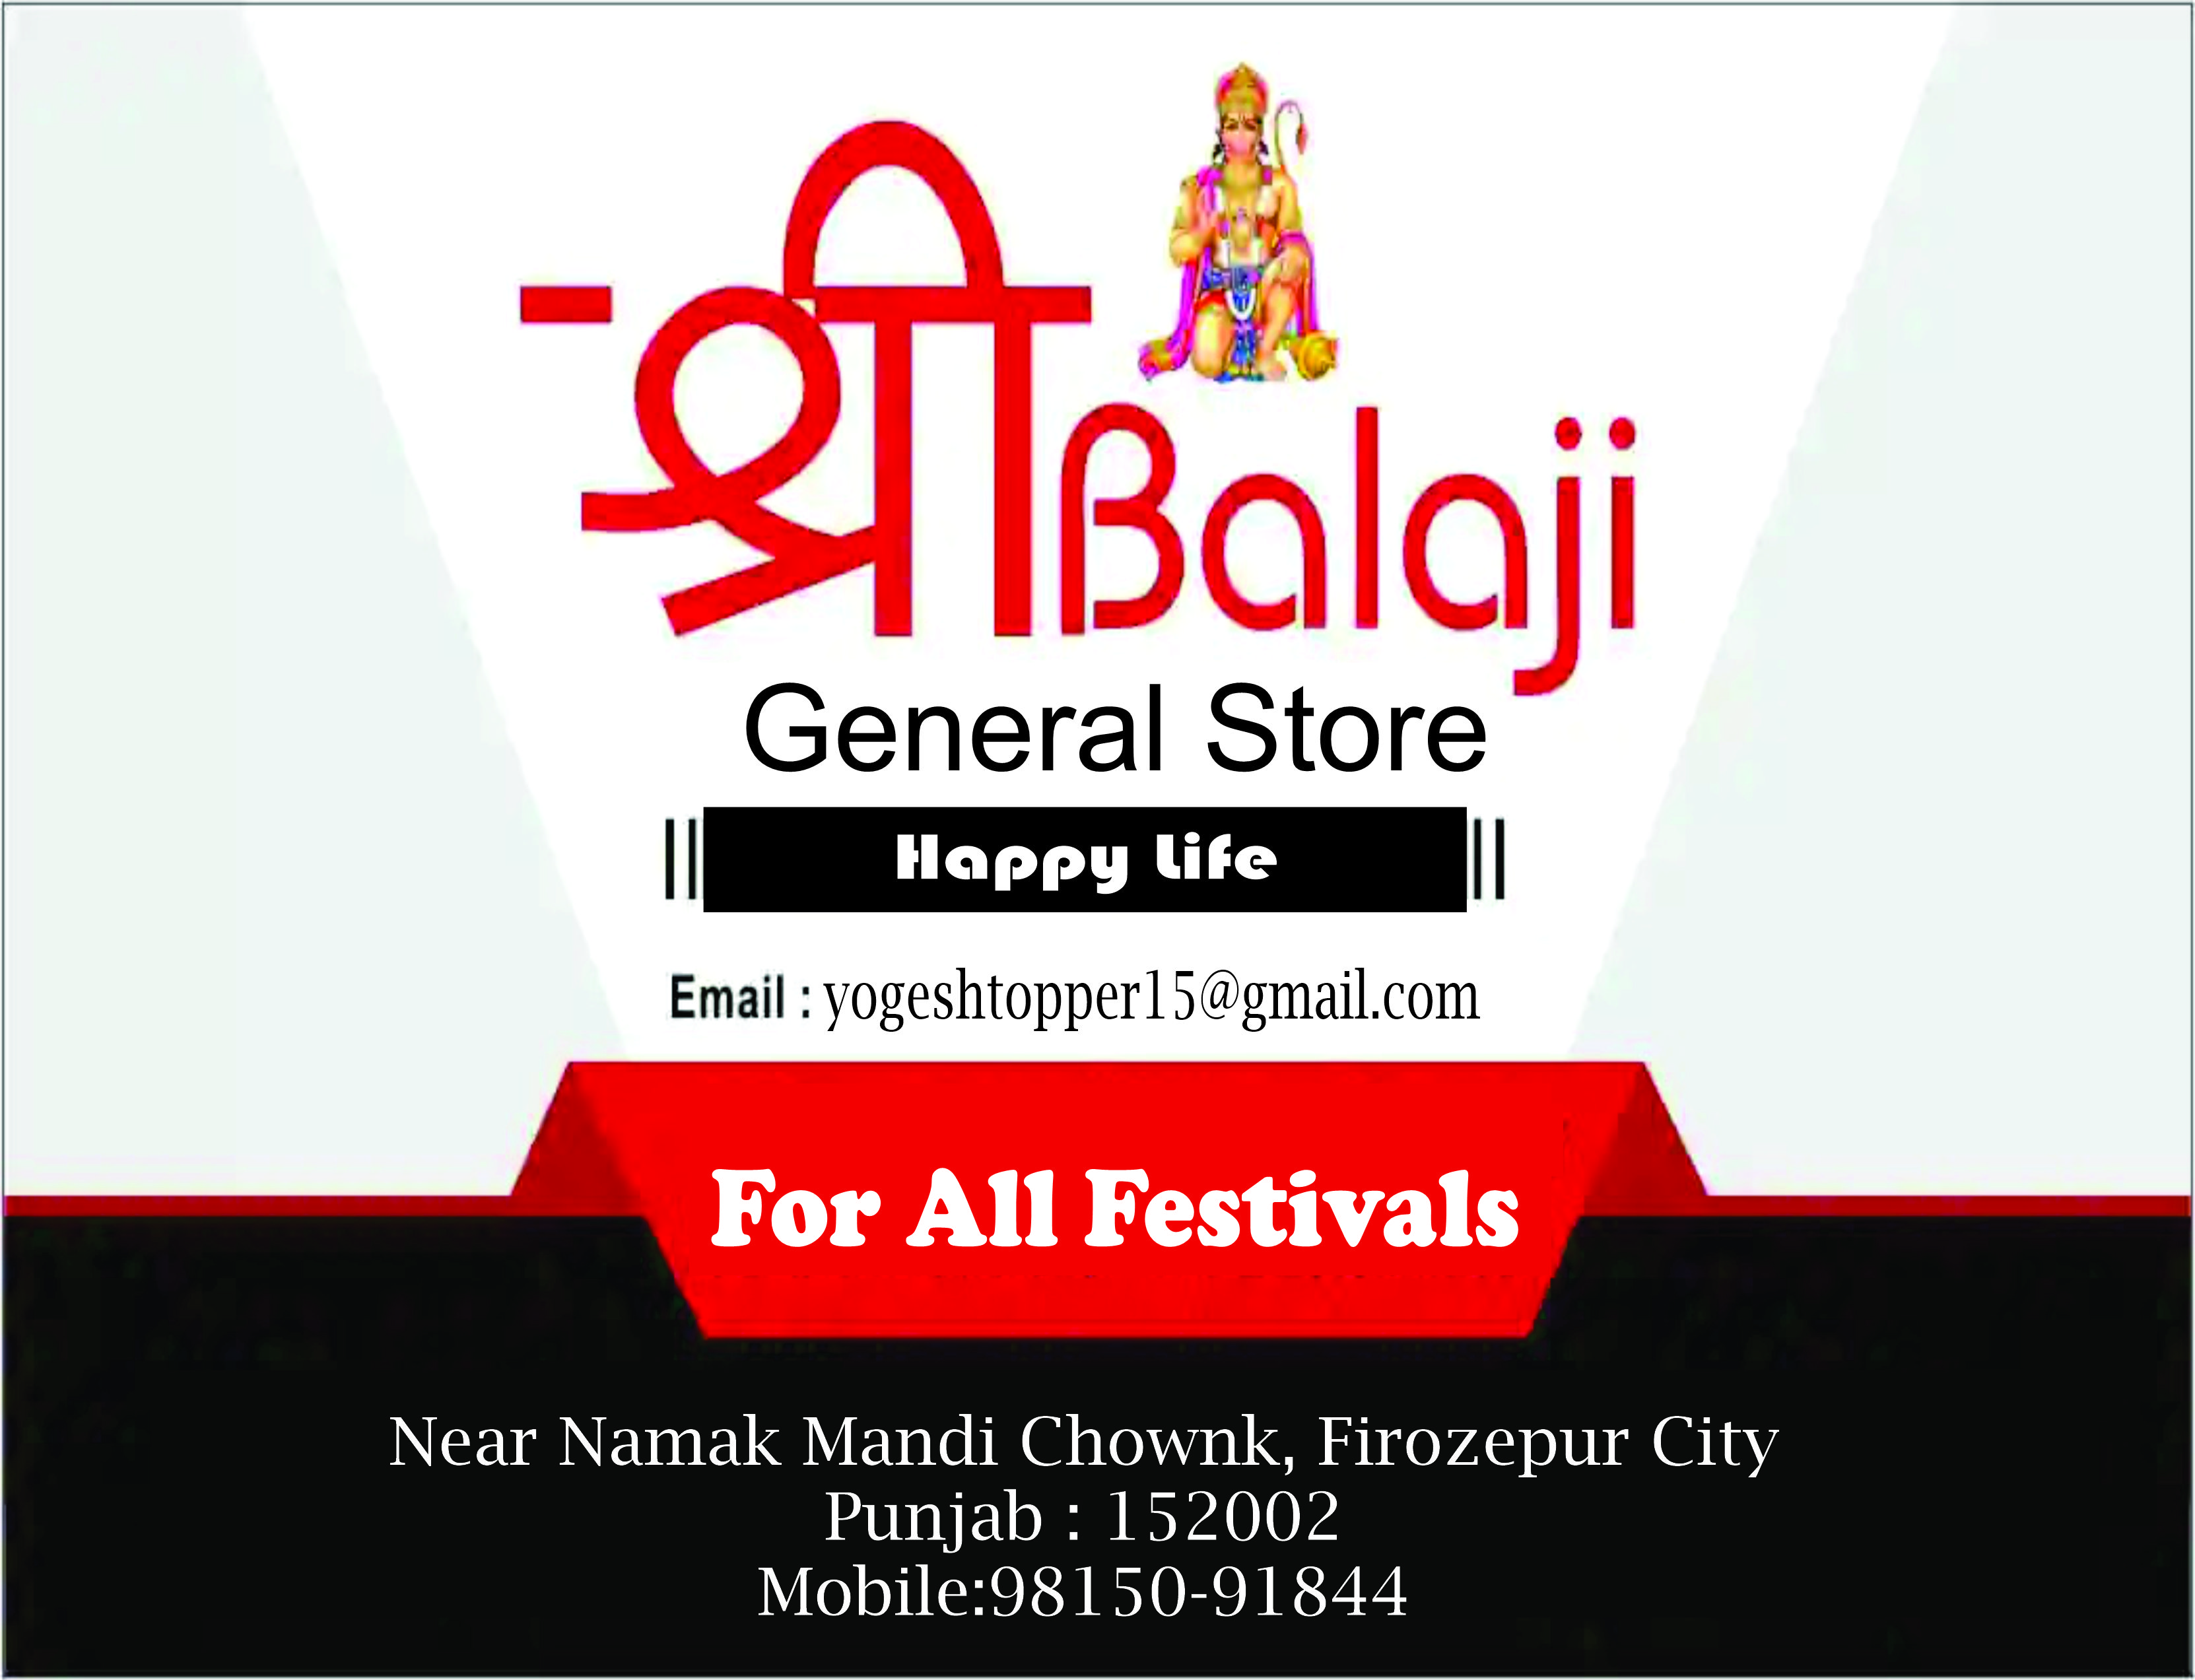 श्री Balaji
General Store
Happy Life
Email : yogeshtopper15@gmail.com
For All Festivals
Near Namak Mandi Chownk, Firozepur City
Punjab : 152002
Mobile:98150-91844